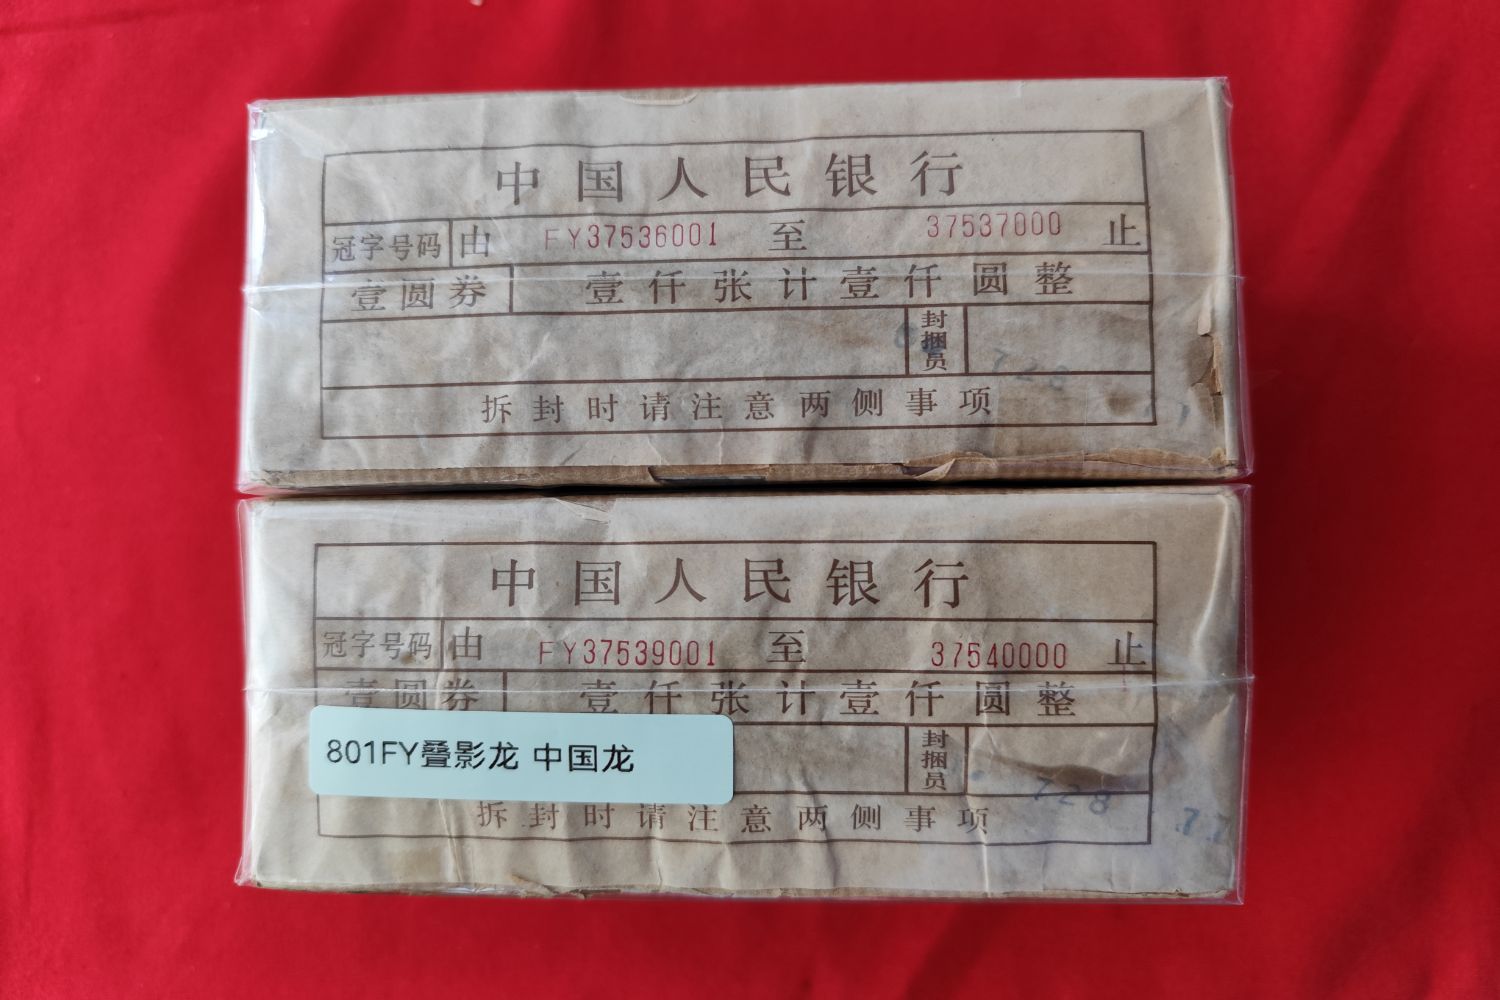 中国人民银行
冠字号码 由 FY37536001 至 37537000 止
壹圆券 壹仟张计壹仟圆整
封捆员 728
拆封时请注意两侧事项
中国人民银行
冠字号码 由 FY37539001 至 37540000 止
壹圆券 壹仟张计壹仟圆整
801FY叠影龙 中国龙
封捆员 728
拆封时请注意两侧事项